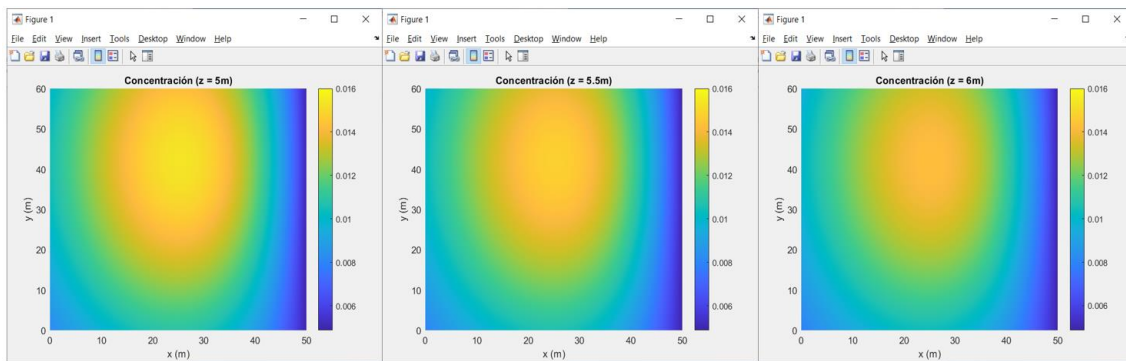 Figure 1
File Edit View Insert Tools Desktop Window Help
Concentración (z = 5m)
60
50
40
30
20
10
0
y (m)
0 10 20 30 40 50
x (m)
0.016
0.014
0.012
0.01
0.008
0.006
Figure 1
File Edit View Insert Tools Desktop Window Help
Concentración (z = 5.5m)
60
50
40
30
20
10
0
y (m)
0 10 20 30 40 50
x (m)
0.016
0.014
0.012
0.01
0.008
0.006
Figure 1
File Edit View Insert Tools Desktop Window Help
Concentración (z = 6m)
60
50
40
30
20
10
0
y (m)
0 10 20 30 40 50
x (m)
0.016
0.014
0.012
0.01
0.008
0.006